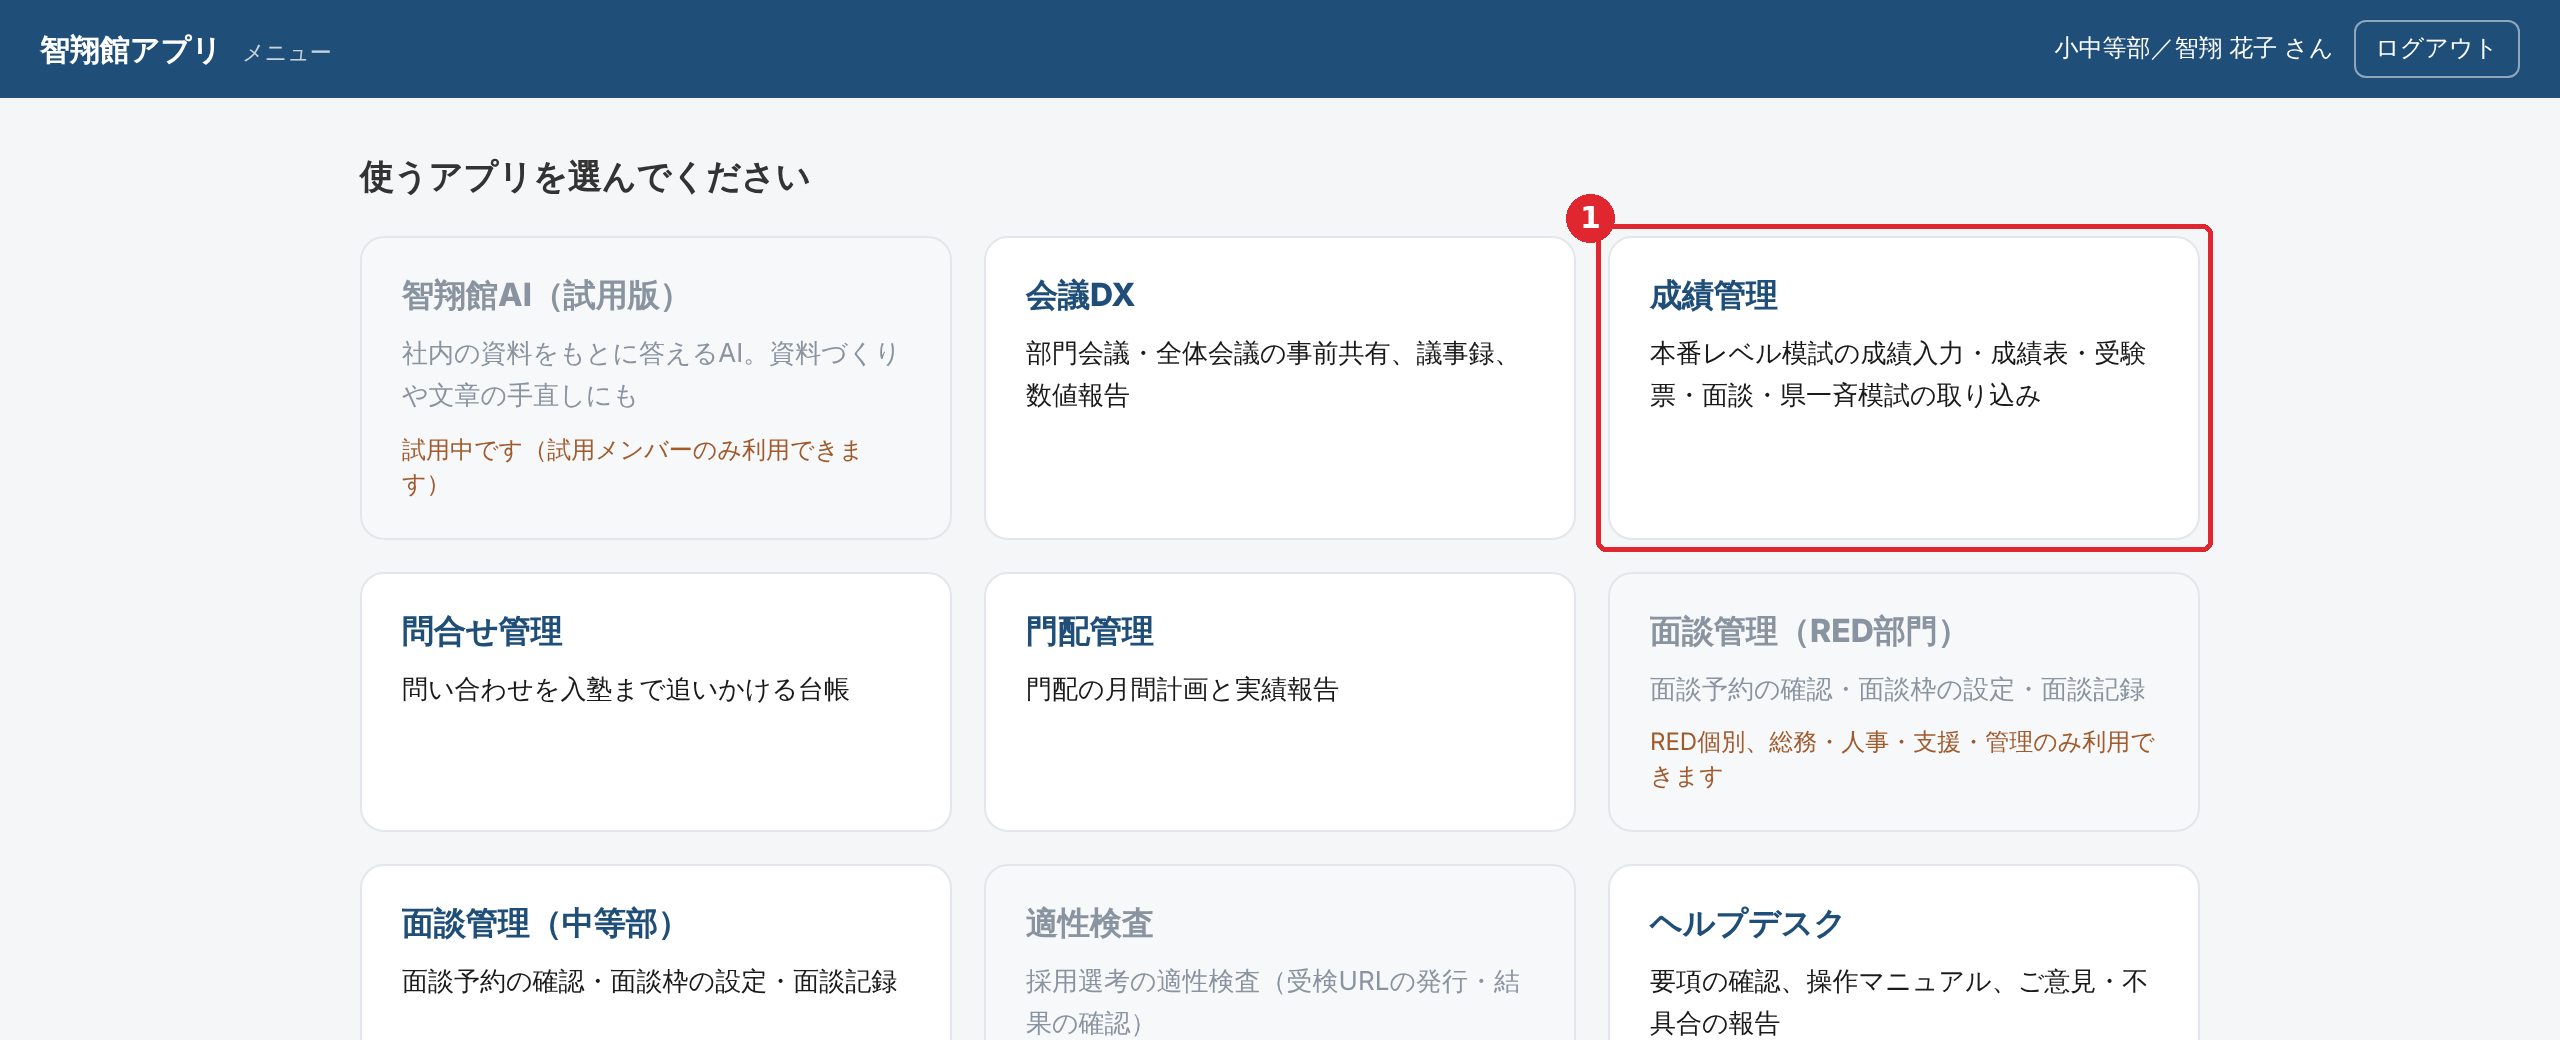 智翔館アプリ メニュー
小中等部／智翔 花子 さん ログアウト
使うアプリを選んでください
1
智翔館AI（試用版）
社内の資料をもとに答えるAI。資料づくり
や文章の手直しにも
試用中です（試用メンバーのみ利用できま
す）
会議DX
部門会議・全体会議の事前共有、議事録、
数値報告
成績管理
本番レベル模試の成績入力・成績表・受験
票・面談・県一斉模試の取り込み
問合せ管理
問い合わせを入塾まで追いかける台帳
門配管理
門配の月間計画と実績報告
面談管理（RED部門）
面談予約の確認・面談枠の設定・面談記録
RED個別、総務・人事・支援・管理のみ利用で
きます
面談管理（中等部）
面談予約の確認・面談枠の設定・面談記録
適性検査
採用選考の適性検査（受検URLの発行・結
果の確認）
ヘルプデスク
要項の確認、操作マニュアル、ご意見・不
具合の報告